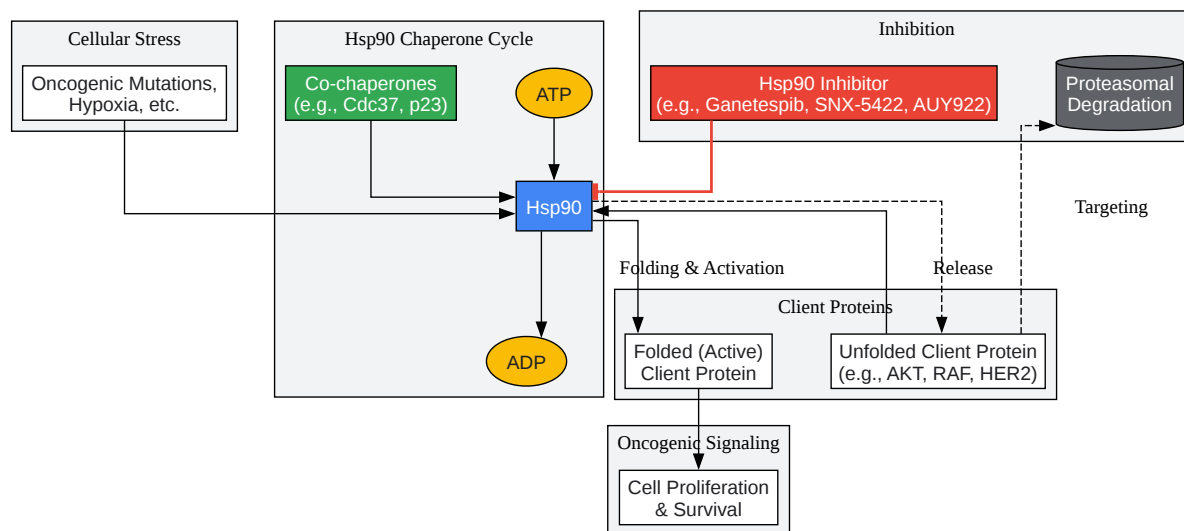 Cellular Stress
Oncogenic Mutations,
Hypoxia, etc.
Hsp90 Chaperone Cycle
Co-chaperones
(e.g., Cdc37, p23)
ATP
Hsp90
ADP
Inhibition
Hsp90 Inhibitor
(e.g., Ganetespib, SNX-5422, AUY922)
Proteasomal
Degradation
Targeting
Folding & Activation
Release
Client Proteins
Folded (Active)
Client Protein
Unfolded Client Protein
(e.g., AKT, RAF, HER2)
Oncogenic Signaling
Cell Proliferation
& Survival